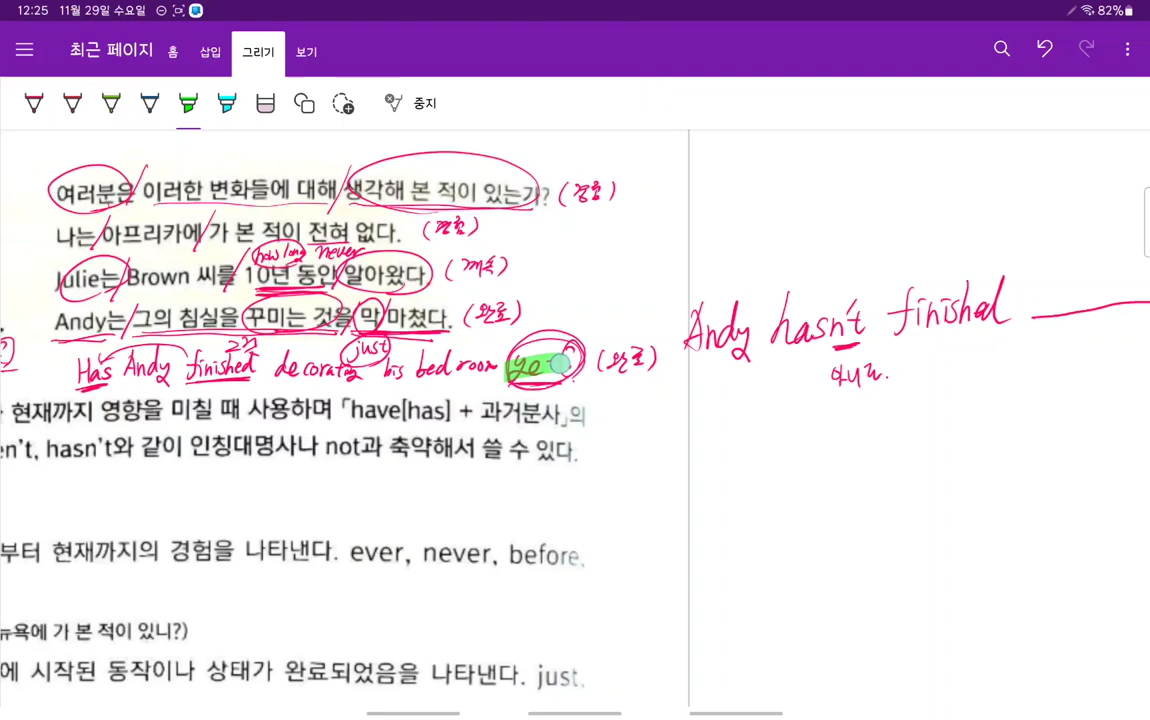 12:25 11월 29일 수요일 82%
최근 페이지 홈 삽입 그리기 보기
중지
여러분은 이러한 변화들에 대해 생각해 본 적이 있는가? (경험)
나는 아프리카에 가 본 적이 전혀 없다. (경험)
how long never
Julie는 Brown 씨를 10년 동안 알아왔다. (계속)
Andy는 그의 침실을 꾸미는 것을 막 마쳤다. (완료)
just
Has Andy finished decorating his bedroom yet? (완료)
Andy hasn't finished
아니고.
현재까지 영향을 미칠 때 사용하며 「have[has] + 과거분사」의
en't, hasn't와 같이 인칭대명사나 not과 축약해서 쓸 수 있다.
부터 현재까지의 경험을 나타낸다. ever, never, before,
뉴욕에 가 본 적이 있니?)
에 시작된 동작이나 상태가 완료되었음을 나타낸다. just,